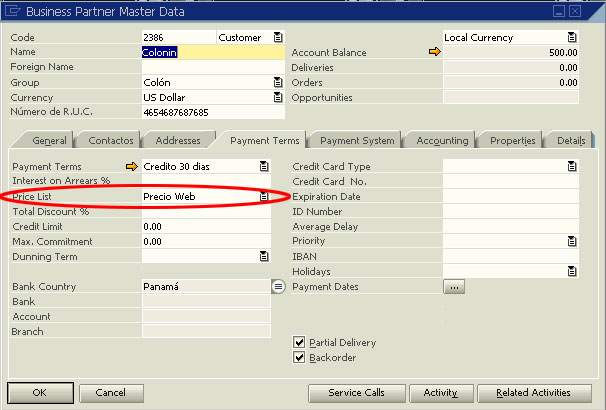 Business Partner Master Data
Code 2386 Customer Local Currency
Name Colonin Account Balance 500.00
Foreign Name Deliveries 0.00
Group Colón Orders 0.00
Currency US Dollar Opportunities
Número de R.U.C. 4654687687685
General Contactos Addresses Payment Terms Payment System Accounting Properties Details
Payment Terms Credito 30 dias Credit Card Type
Interest on Arrears % Credit Card No.
Price List Precio Web Expiration Date
Total Discount % ID Number
Credit Limit 0.00 Average Delay
Max. Commitment 0.00 Priority
Dunning Term IBAN
Holidays
Bank Country Panamá Payment Dates ...
Bank
Account
Branch
Partial Delivery
Backorder
OK Cancel Service Calls Activity Related Activities